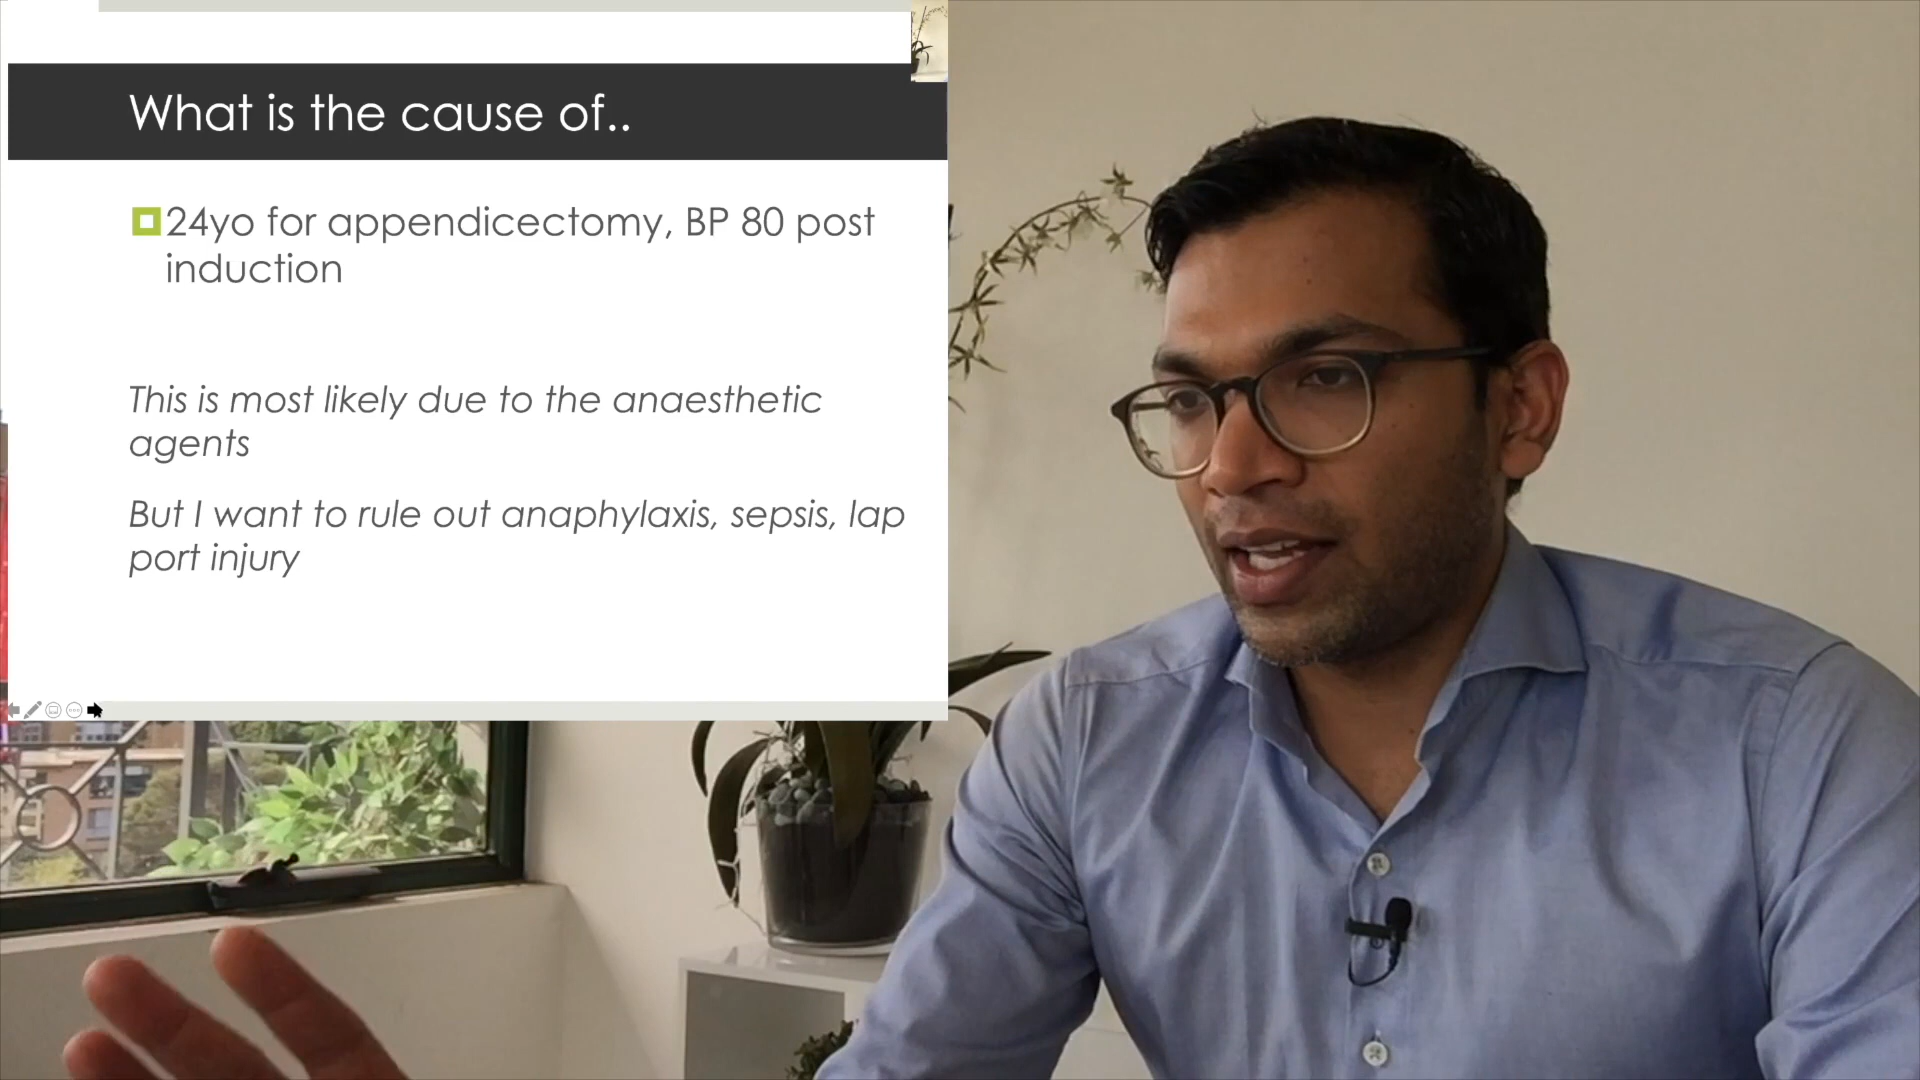 What is the cause of..
24yo for appendicectomy, BP 80 post
induction
This is most likely due to the anaesthetic
agents
But I want to rule out anaphylaxis, sepsis, lap
port injury